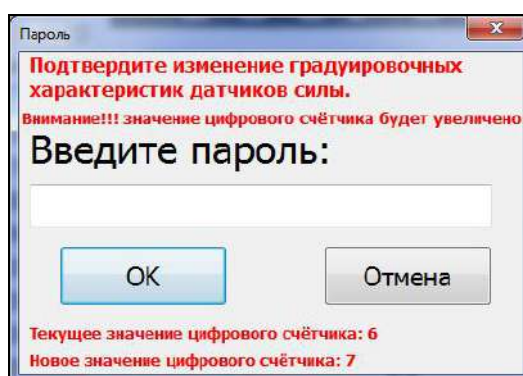 Пароль
Подтвердите изменение градуировочных
характеристик датчиков силы.
Внимание!!! значение цифрового счётчика будет увеличено
Введите пароль:
OK Отмена
Текущее значение цифрового счётчика: 6
Новое значение цифрового счётчика: 7